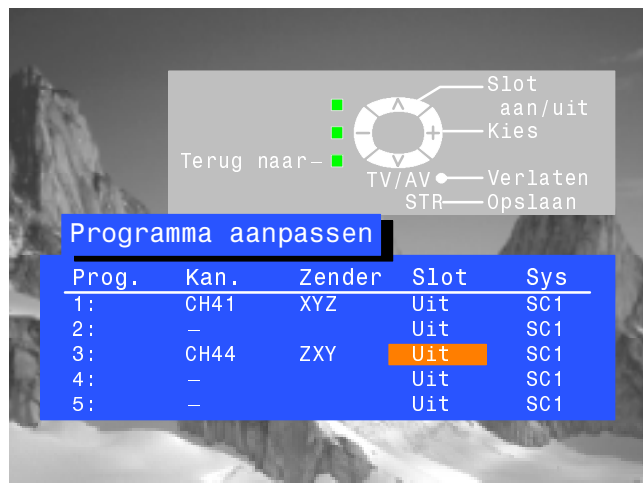 Slot
aan/uit
Kies
Terug naar–
TV/AV Verlaten
STR Opslaan
Programma aanpassen
Prog. Kan. Zender Slot Sys
1: CH41 XYZ Uit SC1
2: – Uit SC1
3: CH44 ZXY Uit SC1
4: – Uit SC1
5: – Uit SC1